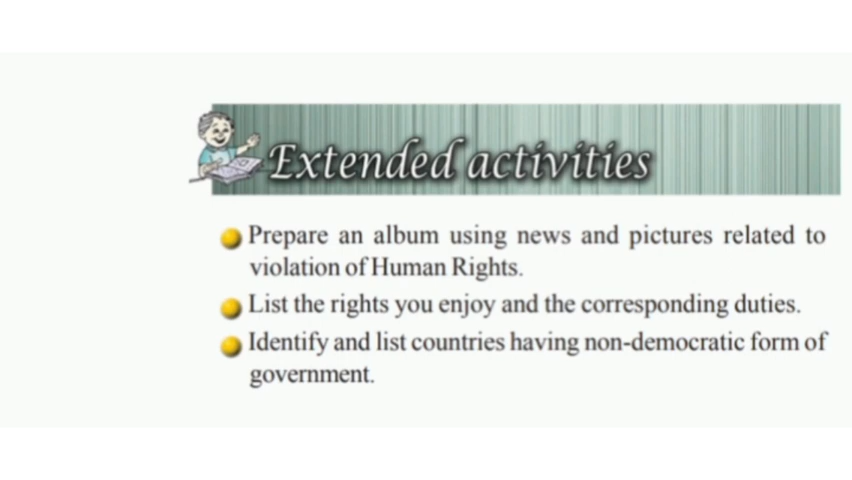 Extended activities
Prepare an album using news and pictures related to
violation of Human Rights.
List the rights you enjoy and the corresponding duties.
Identify and list countries having non-democratic form of
government.